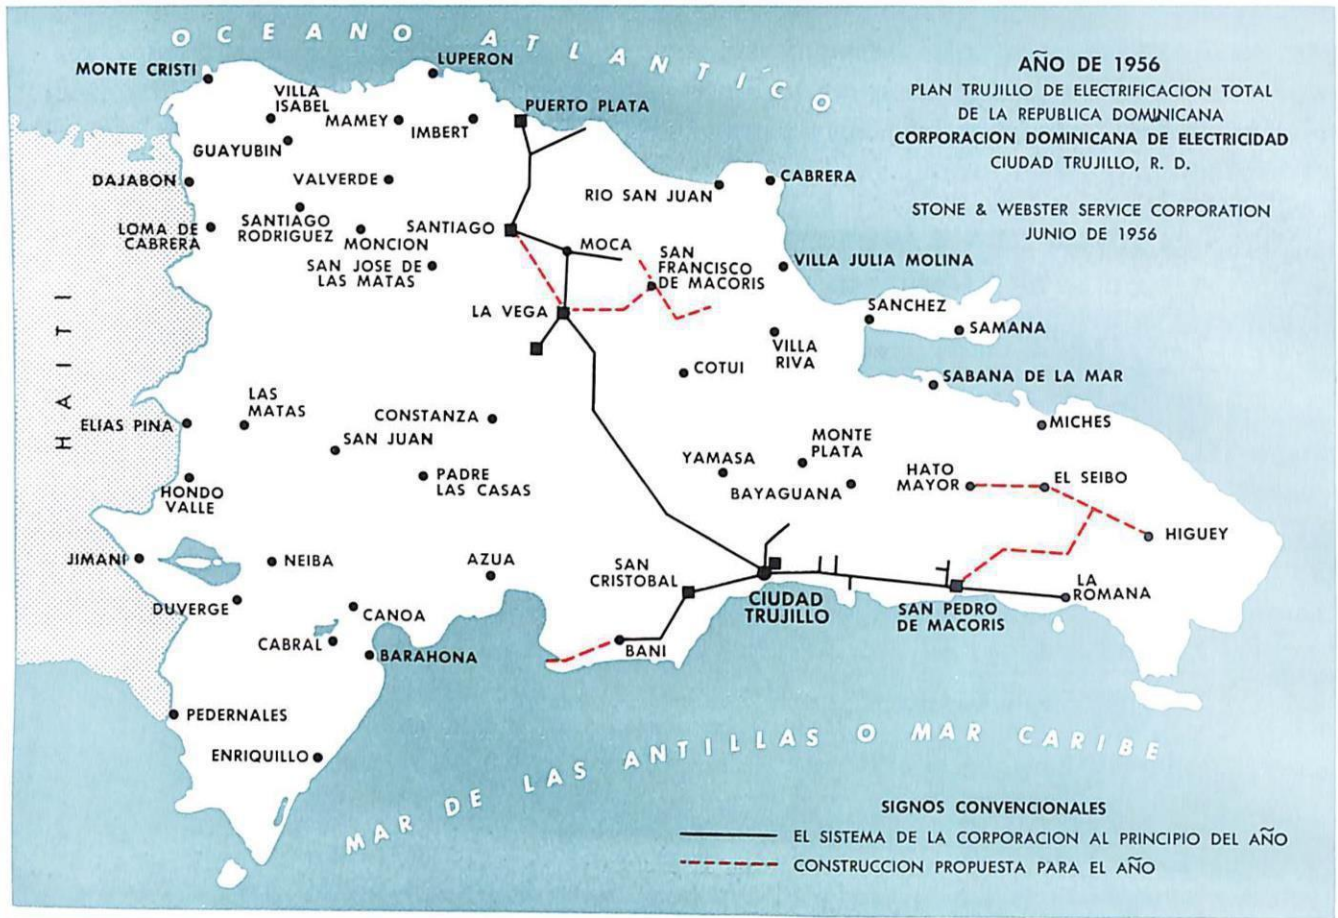 OCEANO ATLANTICO
AÑO DE 1956
PLAN TRUJILLO DE ELECTRIFICACION TOTAL
DE LA REPUBLICA DOMINICANA
CORPORACION DOMINICANA DE ELECTRICIDAD
CIUDAD TRUJILLO, R. D.
STONE & WEBSTER SERVICE CORPORATION
JUNIO DE 1956
MONTE CRISTI
LUPERON
VILLA
ISABEL
MAMEY
IMBERT
PUERTO PLATA
GUAYUBIN
DAJABON
VALVERDE
RIO SAN JUAN
CABRERA
LOMA DE
CABRERA
SANTIAGO
RODRIGUEZ
MONCION
SANTIAGO
MOCA
SAN JOSE DE
LAS MATAS
SAN
FRANCISCO
DE MACORIS
VILLA JULIA MOLINA
LA VEGA
SANCHEZ
SAMANA
VILLA
RIVA
COTUI
SABANA DE LA MAR
HAITI
ELIAS PINA
LAS
MATAS
CONSTANZA
SAN JUAN
MICHES
HONDO
VALLE
PADRE
LAS CASAS
YAMASA
MONTE
PLATA
BAYAGUANA
HATO
MAYOR
EL SEIBO
HIGUEY
JIMANI
NEIBA
AZUA
SAN
CRISTOBAL
CIUDAD
TRUJILLO
SAN PEDRO
DE MACORIS
LA
ROMANA
DUVERGE
CANOA
CABRAL
BARAHONA
BANI
PEDERNALES
ENRIQUILLO
MAR DE LAS ANTILLAS O MAR CARIBE
SIGNOS CONVENCIONALES
EL SISTEMA DE LA CORPORACION AL PRINCIPIO DEL AÑO
CONSTRUCCION PROPUESTA PARA EL AÑO